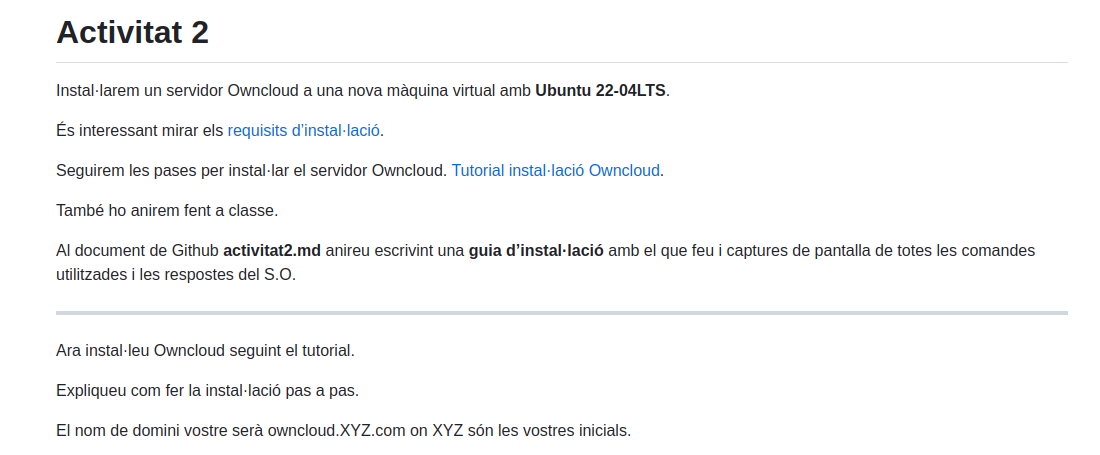 Activitat 2
Instal·larem un servidor Owncloud a una nova màquina virtual amb Ubuntu 22-04LTS.
És interessant mirar els requisits d’instal·lació.
Seguirem les pases per instal·lar el servidor Owncloud. Tutorial instal·lació Owncloud.
També ho anirem fent a classe.
Al document de Github activitat2.md anireu escrivint una guia d’instal·lació amb el que feu i captures de pantalla de totes les comandes
utilitzades i les respostes del S.O.
Ara instal·leu Owncloud seguint el tutorial.
Expliqueu com fer la instal·lació pas a pas.
El nom de domini vostre serà owncloud.XYZ.com on XYZ són les vostres inicials.